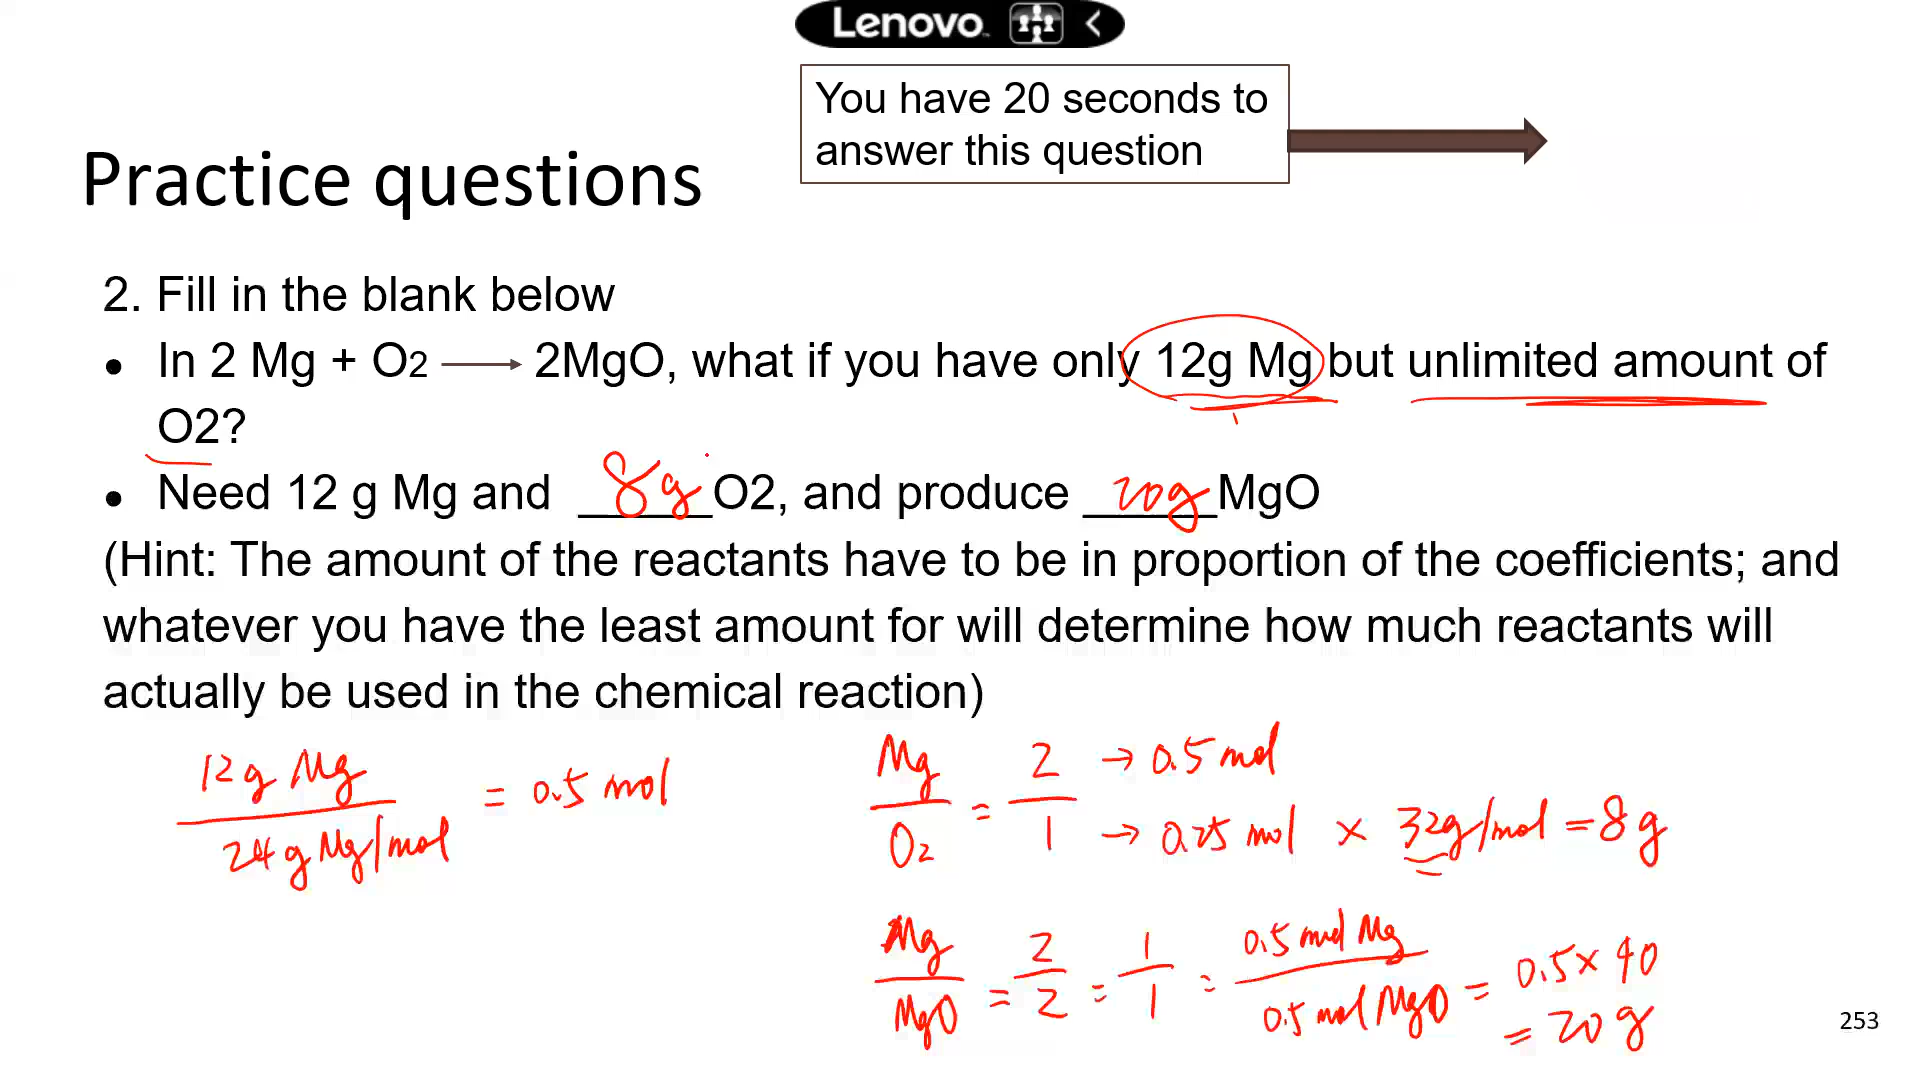 Lenovo
You have 20 seconds to
answer this question
Practice questions
2. Fill in the blank below
• In 2 Mg + O2 ⟶ 2MgO, what if you have only 12g Mg but unlimited amount of
O2?
• Need 12 g Mg and 8g O2, and produce 20g MgO
(Hint: The amount of the reactants have to be in proportion of the coefficients; and
whatever you have the least amount for will determine how much reactants will
actually be used in the chemical reaction)
12g Mg
24g Mg/mol
= 0.5 mol
Mg
O2
= 2
1
→ 0.5 mol
→ 0.25 mol × 32g/mol = 8g
Mg
MgO
= 2
2
= 1
1
= 0.5 mol Mg
0.5 mol MgO
= 0.5 × 40
= 20g
253